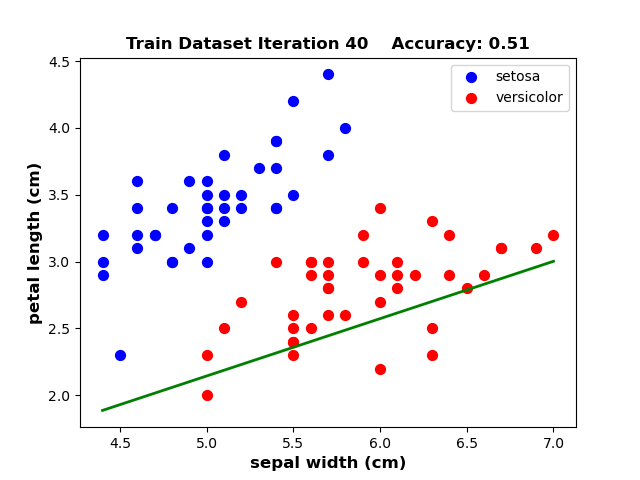 Train Dataset Iteration 40    Accuracy: 0.51
setosa
versicolor
petal length (cm)
4.5
4.0
3.5
3.0
2.5
2.0
4.5 5.0 5.5 6.0 6.5 7.0
sepal width (cm)